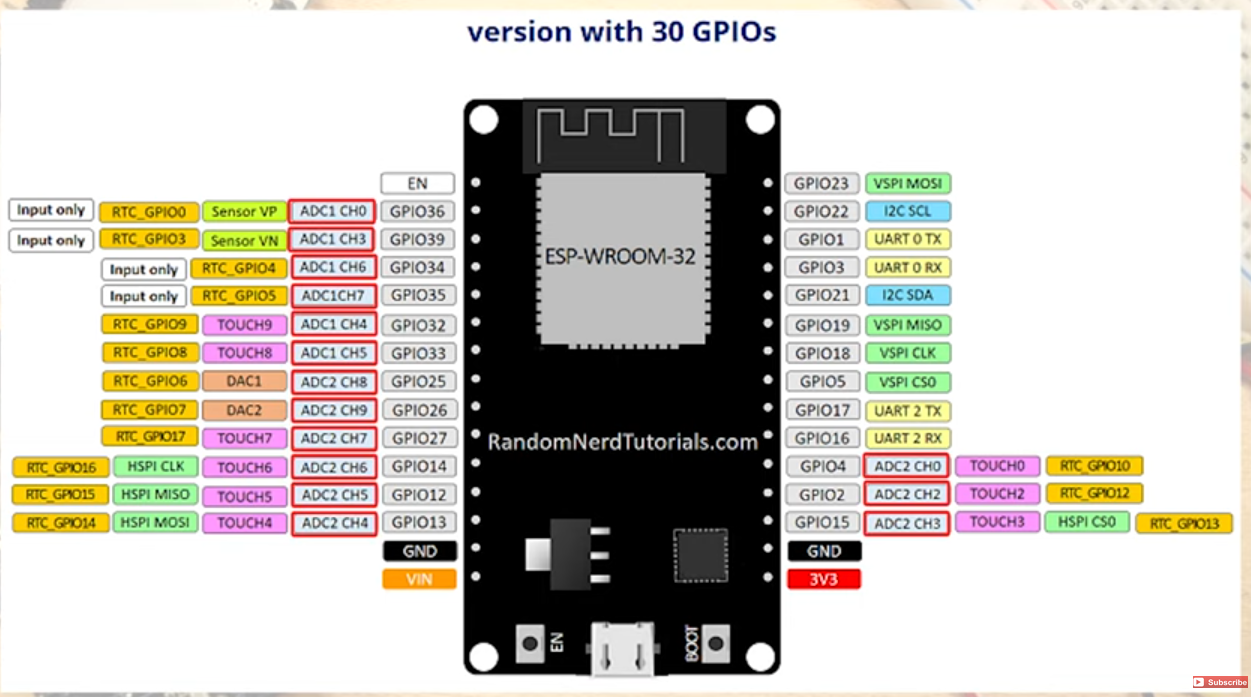 version with 30 GPIOs
EN GPIO23 VSPI MOSI
Input only RTC_GPIO0 Sensor VP ADC1 CH0 GPIO36 GPIO22 I2C SCL
Input only RTC_GPIO3 Sensor VN ADC1 CH3 GPIO39 GPIO1 UART 0 TX
Input only RTC_GPIO4 ADC1 CH6 GPIO34 GPIO3 UART 0 RX
ESP-WROOM-32
Input only RTC_GPIO5 ADC1CH7 GPIO35 GPIO21 I2C SDA
RTC_GPIO9 TOUCH9 ADC1 CH4 GPIO32 GPIO19 VSPI MISO
RTC_GPIO8 TOUCH8 ADC1 CH5 GPIO33 GPIO18 VSPI CLK
RTC_GPIO6 DAC1 ADC2 CH8 GPIO25 GPIO5 VSPI CS0
RTC_GPIO7 DAC2 ADC2 CH9 GPIO26 GPIO17 UART 2 TX
RTC_GPIO17 TOUCH7 ADC2 CH7 GPIO27 RandomNerdTutorials.com GPIO16 UART 2 RX
RTC_GPIO16 HSPI CLK TOUCH6 ADC2 CH6 GPIO14 GPIO4 ADC2 CH0 TOUCH0 RTC_GPIO10
RTC_GPIO15 HSPI MISO TOUCH5 ADC2 CH5 GPIO12 GPIO2 ADC2 CH2 TOUCH2 RTC_GPIO12
RTC_GPIO14 HSPI MOSI TOUCH4 ADC2 CH4 GPIO13 GPIO15 ADC2 CH3 TOUCH3 HSPI CS0 RTC_GPIO13
GND GND
VIN 3V3
EN BOOT
Subscribe